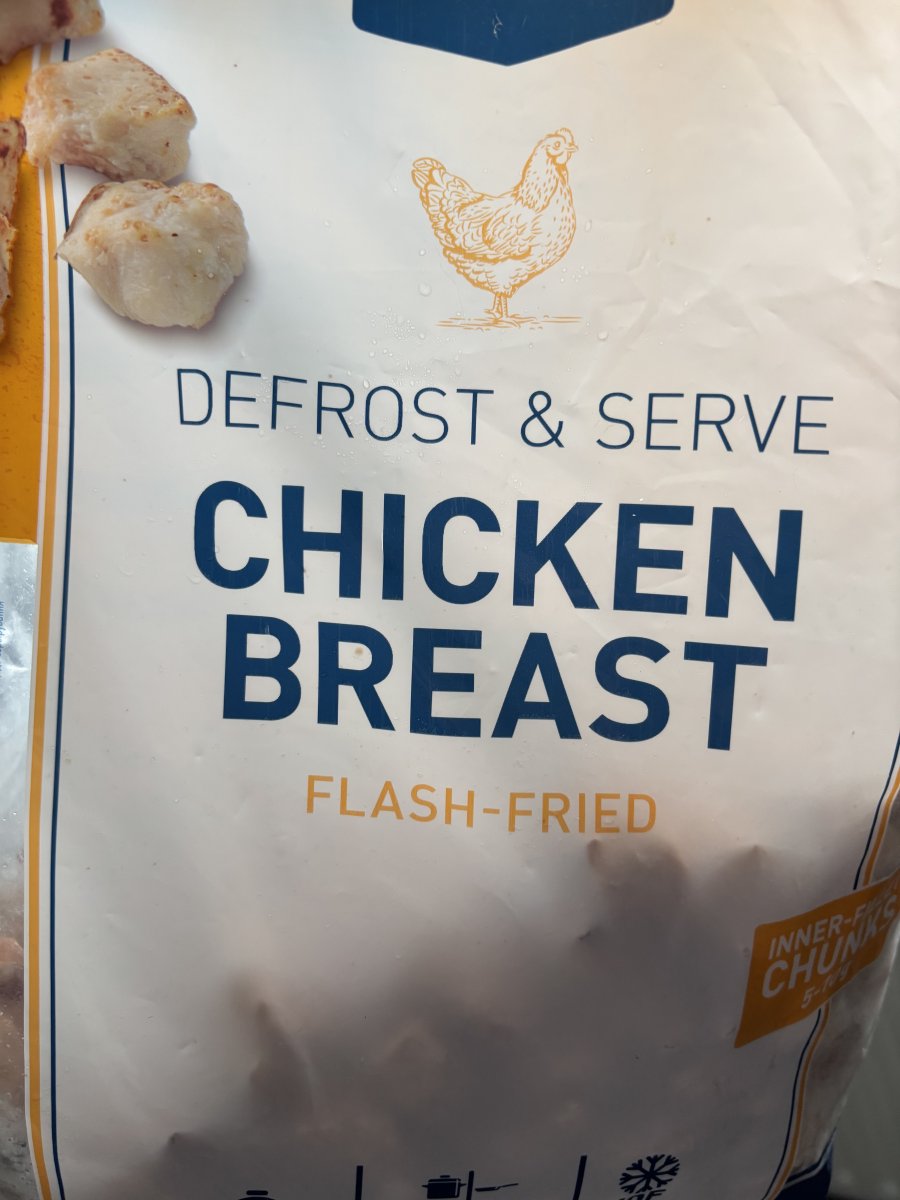 DEFROST & SERVE
CHICKEN
BREAST
FLASH-FRIED
CHUNKS